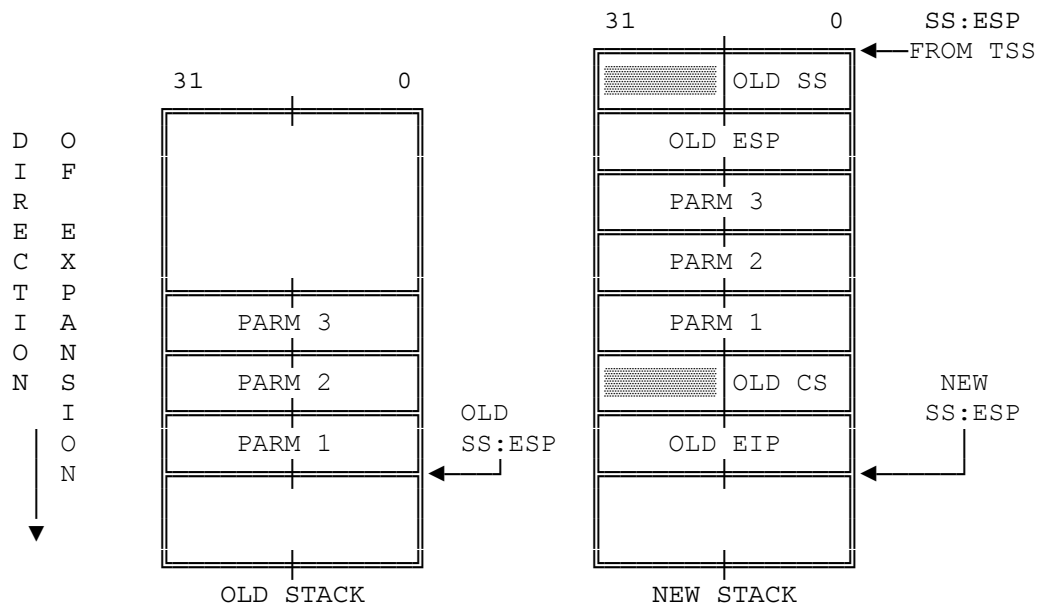 31 0 SS:ESP
FROM TSS
31 0 OLD SS
D O OLD ESP
I F
R PARM 3
E E
C X PARM 2
T P
I A PARM 3 PARM 1
O N
N S PARM 2 OLD CS NEW
I OLD SS:ESP
O PARM 1 SS:ESP OLD EIP
N
OLD STACK NEW STACK